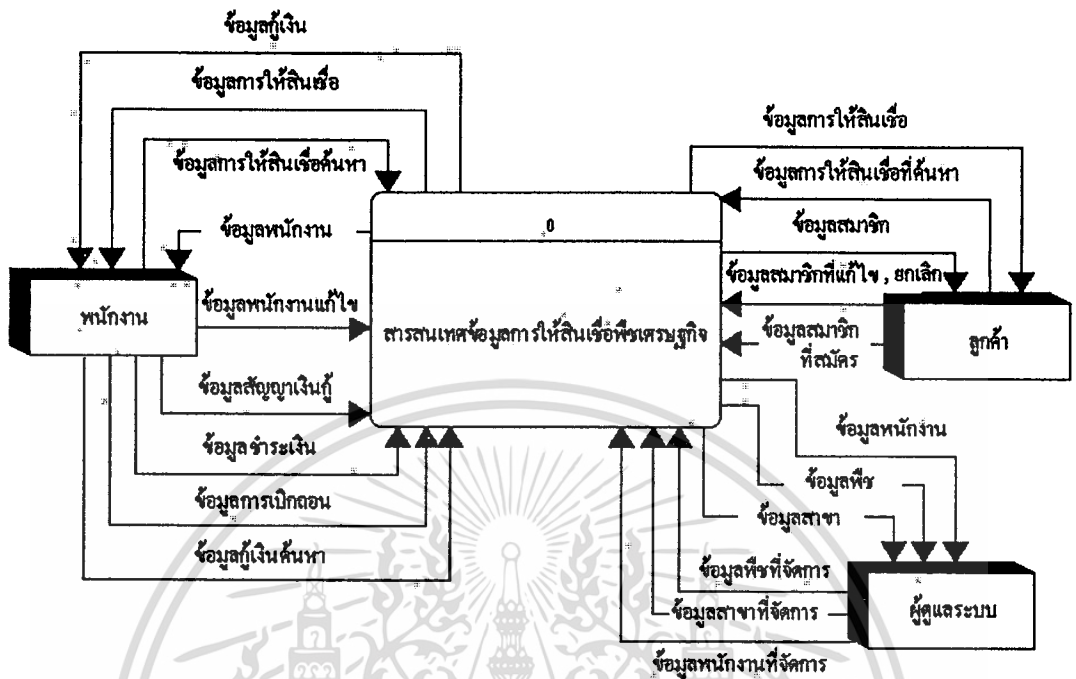 ข้อมูลกู้เงิน
ข้อมูลการให้สินเชื่อ
ข้อมูลการให้สินเชื่อค้นหา
ข้อมูลพนักงาน
พนักงาน
ข้อมูลพนักงานแก้ไข
ข้อมูลสัญญาเงินกู้
ข้อมูลชำระเงิน
ข้อมูลการเบิกถอน
ข้อมูลกู้เงินค้นหา
0
สารสนเทศข้อมูลการให้สินเชื่อพืชเศรษฐกิจ
ข้อมูลการให้สินเชื่อ
ข้อมูลการให้สินเชื่อที่ค้นหา
ข้อมูลสมาชิก
ข้อมูลสมาชิกที่แก้ไข , ยกเลิก
ข้อมูลสมาชิก
ที่สมัคร
ลูกค้า
ข้อมูลพนักงาน
ข้อมูลพืช
ข้อมูลสาขา
ข้อมูลพืชที่จัดการ
ข้อมูลสาขาที่จัดการ
ผู้ดูแลระบบ
ข้อมูลพนักงานที่จัดการ